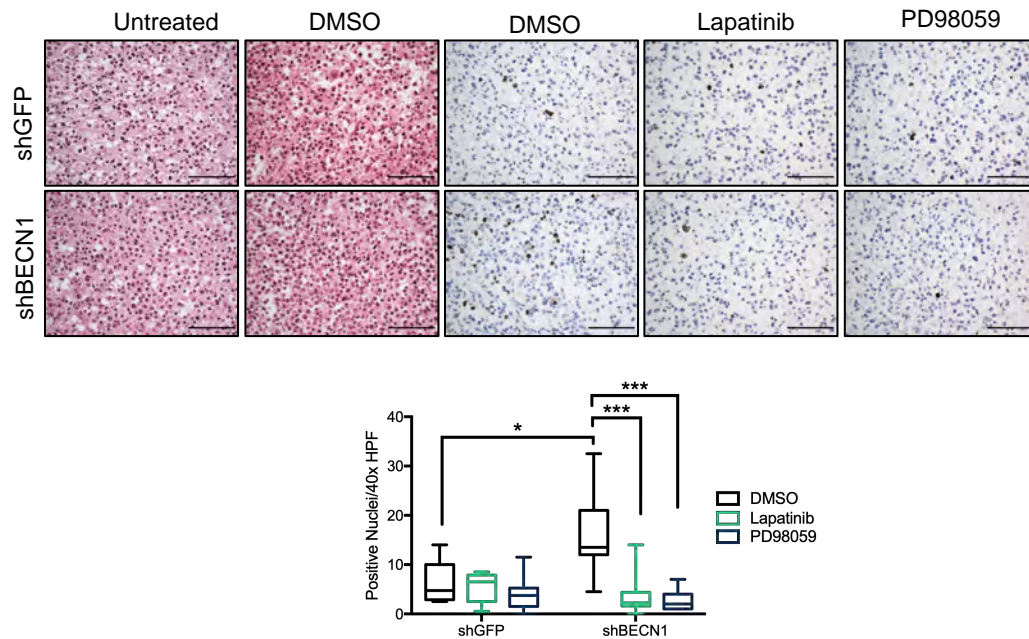 Untreated DMSO DMSO Lapatinib PD98059
shGFP
shBECN1
***
***
*
40
30
20
10
0
Positive Nuclei/40x HPF
DMSO
Lapatinib
PD98059
shGFP shBECN1